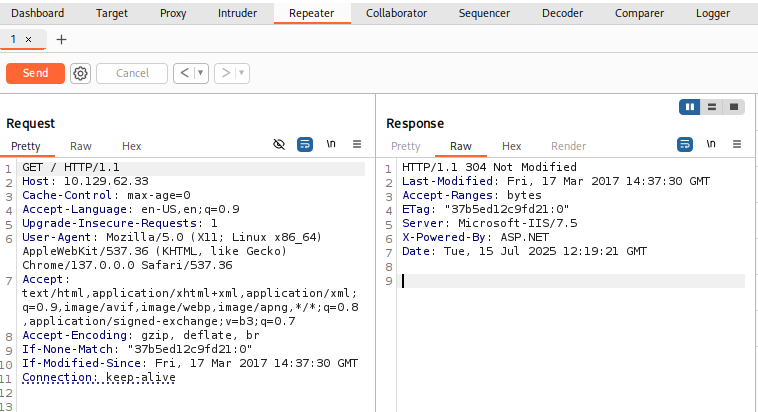 Dashboard Target Proxy Intruder Repeater Collaborator Sequencer Decoder Comparer Logger
1 × +
Send Cancel < ▾ > ▾
Request
Pretty Raw Hex \n ≡
1 GET / HTTP/1.1
2 Host: 10.129.62.33
3 Cache-Control: max-age=0
4 Accept-Language: en-US,en;q=0.9
5 Upgrade-Insecure-Requests: 1
6 User-Agent: Mozilla/5.0 (X11; Linux x86_64)
AppleWebKit/537.36 (KHTML, like Gecko)
Chrome/137.0.0.0 Safari/537.36
7 Accept:
text/html,application/xhtml+xml,application/xml;
q=0.9,image/avif,image/webp,image/apng,*/*;q=0.8
,application/signed-exchange;v=b3;q=0.7
8 Accept-Encoding: gzip, deflate, br
9 If-None-Match: "37b5ed12c9fd21:0"
10 If-Modified-Since: Fri, 17 Mar 2017 14:37:30 GMT
11 Connection: keep-alive
12
13
Response
Pretty Raw Hex Render \n ≡
1 HTTP/1.1 304 Not Modified
2 Last-Modified: Fri, 17 Mar 2017 14:37:30 GMT
3 Accept-Ranges: bytes
4 ETag: "37b5ed12c9fd21:0"
5 Server: Microsoft-IIS/7.5
6 X-Powered-By: ASP.NET
7 Date: Tue, 15 Jul 2025 12:19:21 GMT
8
9